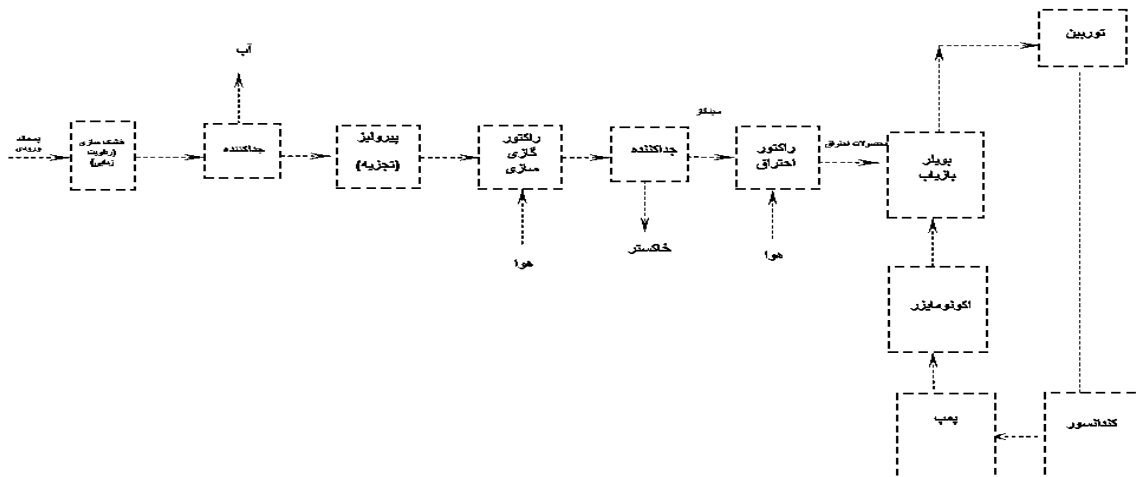 پسماند
ورودی
خشک سازی
(رطوبت
زدایی)
آب
جداکننده
پیرولیز
(تجزیه)
راکتور
گازی
سازی
هوا
جداکننده
خاکستر
سینگاز
راکتور
احتراق
هوا
محصولات احتراق
بویلر
بازیاب
توربین
اکونومایزر
پمپ
کندانسور